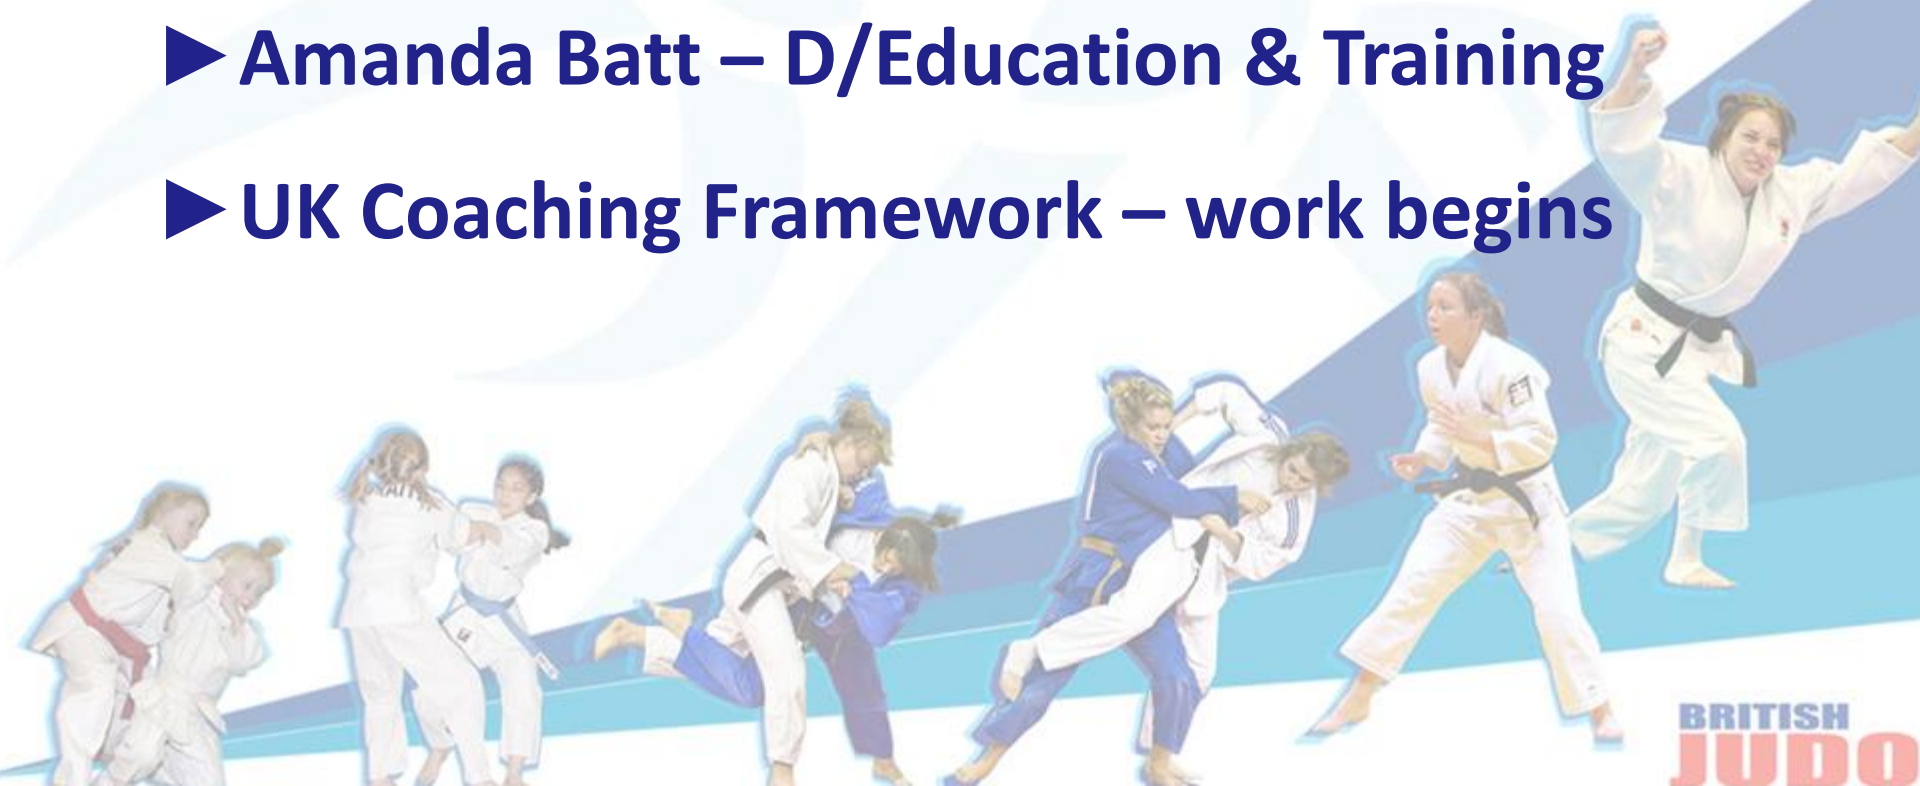 ►Amanda Batt – D/Education & Training
►UK Coaching Framework – work begins
BRITISH
JUDO